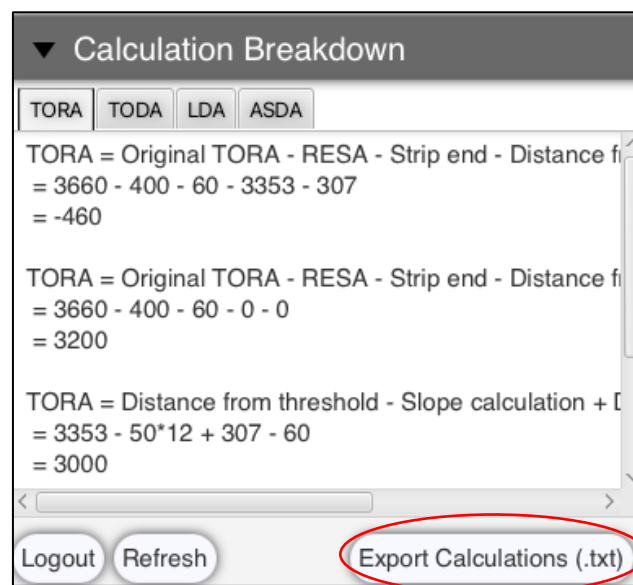 Calculation Breakdown
TORA TODA LDA ASDA
TORA = Original TORA - RESA - Strip end - Distance
= 3660 - 400 - 60 - 3353 - 307
= -460
TORA = Original TORA - RESA - Strip end - Distance
= 3660 - 400 - 60 - 0 - 0
= 3200
TORA = Distance from threshold - Slope calculation +
= 3353 - 50*12 + 307 - 60
= 3000
Logout Refresh Export Calculations (.txt)